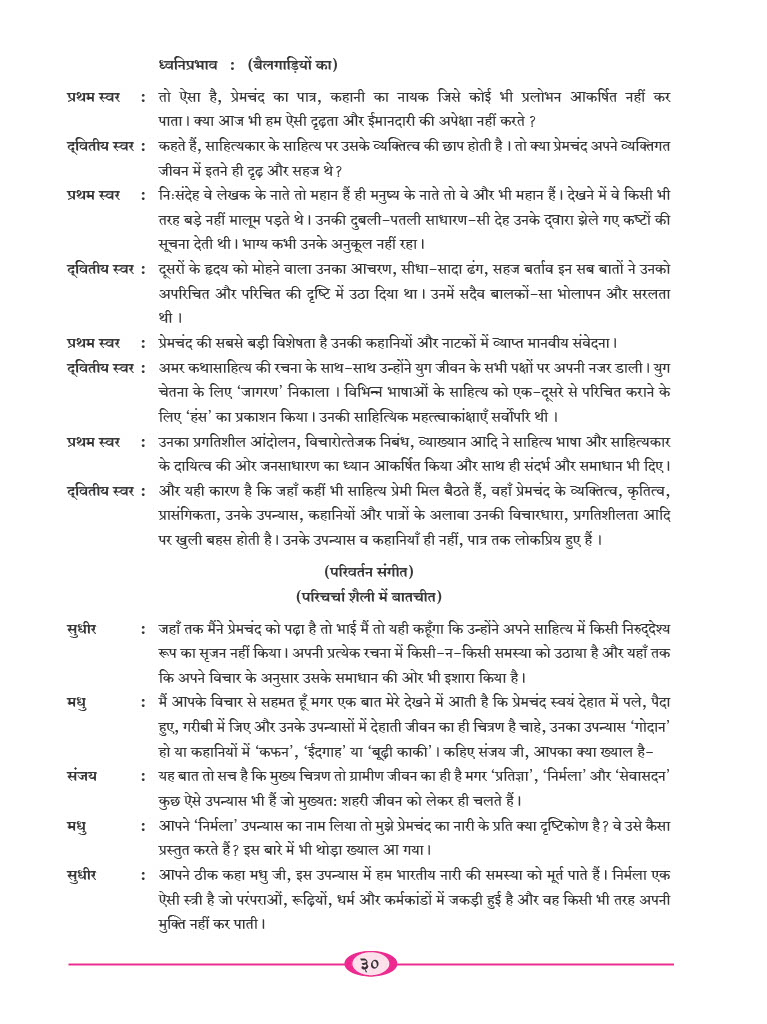 ध्वनिप्रभाव : (बैलगाड़ियों का)
प्रथम स्वर : तो ऐसा है, प्रेमचंद का पात्र, कहानी का नायक जिसे कोई भी प्रलोभन आकर्षित नहीं कर
पाता । क्या आज भी हम ऐसी दृढ़ता और ईमानदारी की अपेक्षा नहीं करते ?
द्‌वितीय स्वर : कहते हैं, साहित्यकार के साहित्य पर उसके व्यक्तित्व की छाप होती है । तो क्या प्रेमचंद अपने व्यक्तिगत
जीवन में इतने ही दृढ़ और सहज थे ?
प्रथम स्वर : निःसंदेह वे लेखक के नाते तो महान हैं ही मनुष्य के नाते तो वे और भी महान हैं । देखने में वे किसी भी
तरह बड़े नहीं मालूम पड़ते थे । उनकी दुबली-पतली साधारण-सी देह उनके द्‌वारा झेले गए कष्टों की
सूचना देती थी । भाग्य कभी उनके अनुकूल नहीं रहा ।
द्‌वितीय स्वर : दूसरों के हृदय को मोहने वाला उनका आचरण, सीधा-सादा ढंग, सहज बर्ताव इन सब बातों ने उनको
अपरिचित और परिचित की दृष्टि में उठा दिया था । उनमें सदैव बालकों-सा भोलापन और सरलता
थी ।
प्रथम स्वर : प्रेमचंद की सबसे बड़ी विशेषता है उनकी कहानियों और नाटकों में व्याप्त मानवीय संवेदना ।
द्‌वितीय स्वर : अमर कथासाहित्य की रचना के साथ-साथ उन्होंने युग जीवन के सभी पक्षों पर अपनी नजर डाली । युग
चेतना के लिए ‘जागरण’ निकाला । विभिन्न भाषाओं के साहित्य को एक-दूसरे से परिचित कराने के
लिए ‘हंस’ का प्रकाशन किया । उनकी साहित्यिक महत्त्वाकांक्षाएँ सर्वोपरि थी ।
प्रथम स्वर : उनका प्रगतिशील आंदोलन, विचारोत्तेजक निबंध, व्याख्यान आदि ने साहित्य भाषा और साहित्यकार
के दायित्व की ओर जनसाधारण का ध्यान आकर्षित किया और साथ ही संदर्भ और समाधान भी दिए ।
द्‌वितीय स्वर : और यही कारण है कि जहाँ कहीं भी साहित्य प्रेमी मिल बैठते हैं, वहाँ प्रेमचंद के व्यक्तित्व, कृतित्व,
प्रासंगिकता, उनके उपन्यास, कहानियों और पात्रों के अलावा उनकी विचारधारा, प्रगतिशीलता आदि
पर खुली बहस होती है । उनके उपन्यास व कहानियाँ ही नहीं, पात्र तक लोकप्रिय हुए हैं ।
(परिवर्तन संगीत)
(परिचर्चा शैली में बातचीत)
सुधीर : जहाँ तक मैंने प्रेमचंद को पढ़ा है तो भाई मैं तो यही कहूँगा कि उन्होंने अपने साहित्य में किसी निरुद्‌देश्य
रूप का सृजन नहीं किया । अपनी प्रत्येक रचना में किसी-न-किसी समस्या को उठाया है और यहाँ तक
कि अपने विचार के अनुसार उसके समाधान की ओर भी इशारा किया है ।
मधु : मैं आपके विचार से सहमत हूँ मगर एक बात मेरे देखने में आती है कि प्रेमचंद स्वयं देहात में पले, पैदा
हुए, गरीबी में जिए और उनके उपन्यासों में देहाती जीवन का ही चित्रण है चाहे, उनका उपन्यास ‘गोदान’
हो या कहानियों में ‘कफन’, ‘ईदगाह’ या ‘बूढ़ी काकी’ । कहिए संजय जी, आपका क्या ख्याल है-
संजय : यह बात तो सच है कि मुख्य चित्रण तो ग्रामीण जीवन का ही है मगर ‘प्रतिज्ञा’, ‘निर्मला’ और ‘सेवासदन’
कुछ ऐसे उपन्यास भी हैं जो मुख्यतः शहरी जीवन को लेकर ही चलते हैं ।
मधु : आपने ‘निर्मला’ उपन्यास का नाम लिया तो मुझे प्रेमचंद का नारी के प्रति क्या दृष्टिकोण है ? वे उसे कैसा
प्रस्तुत करते हैं ? इस बारे में भी थोड़ा ख्याल आ गया ।
सुधीर : आपने ठीक कहा मधु जी, इस उपन्यास में हम भारतीय नारी की समस्या को मूर्त पाते हैं । निर्मला एक
ऐसी स्त्री है जो परंपराओं, रूढ़ियों, धर्म और कर्मकांडों में जकड़ी हुई है और वह किसी भी तरह अपनी
मुक्ति नहीं कर पाती ।
३०